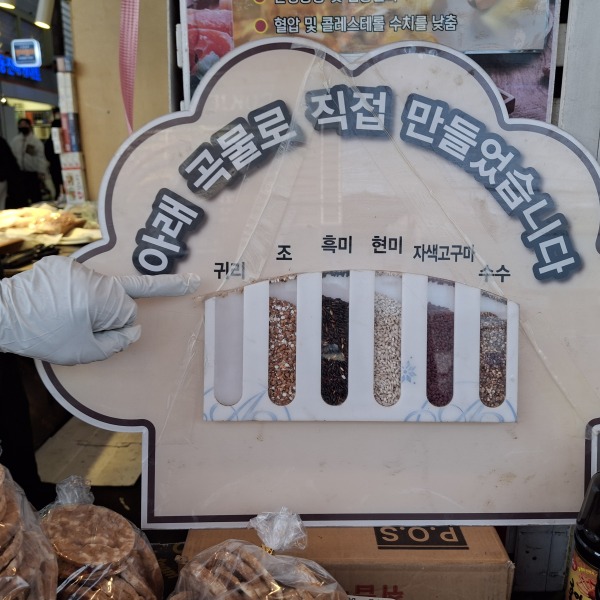 혈압 및 콜레스테롤 수치를 낮춤
아래 곡물로 직접 만들었습니다
귀리 조 흑미 현미 자색고구마 수수
P.O.S